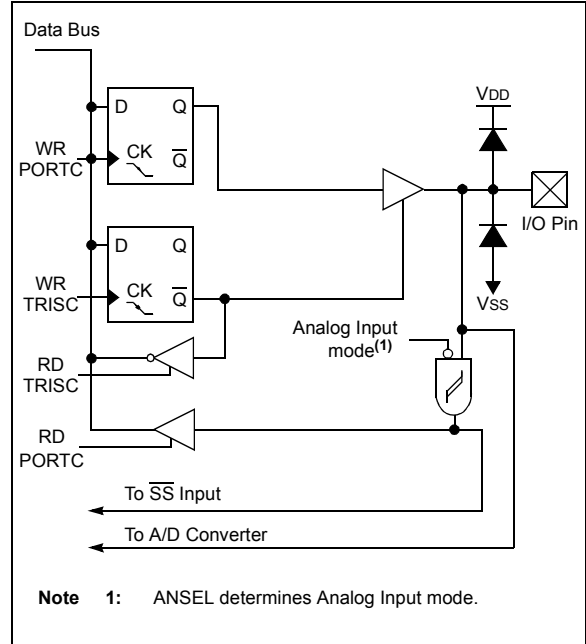 Data Bus
D Q
VDD
WR
PORTC
CK
Q̅
I/O Pin
D Q
WR
TRISC
CK
Q̅
VSS
Analog Input
mode(1)
RD
TRISC
RD
PORTC
To S̅S̅ Input
To A/D Converter
Note 1: ANSEL determines Analog Input mode.